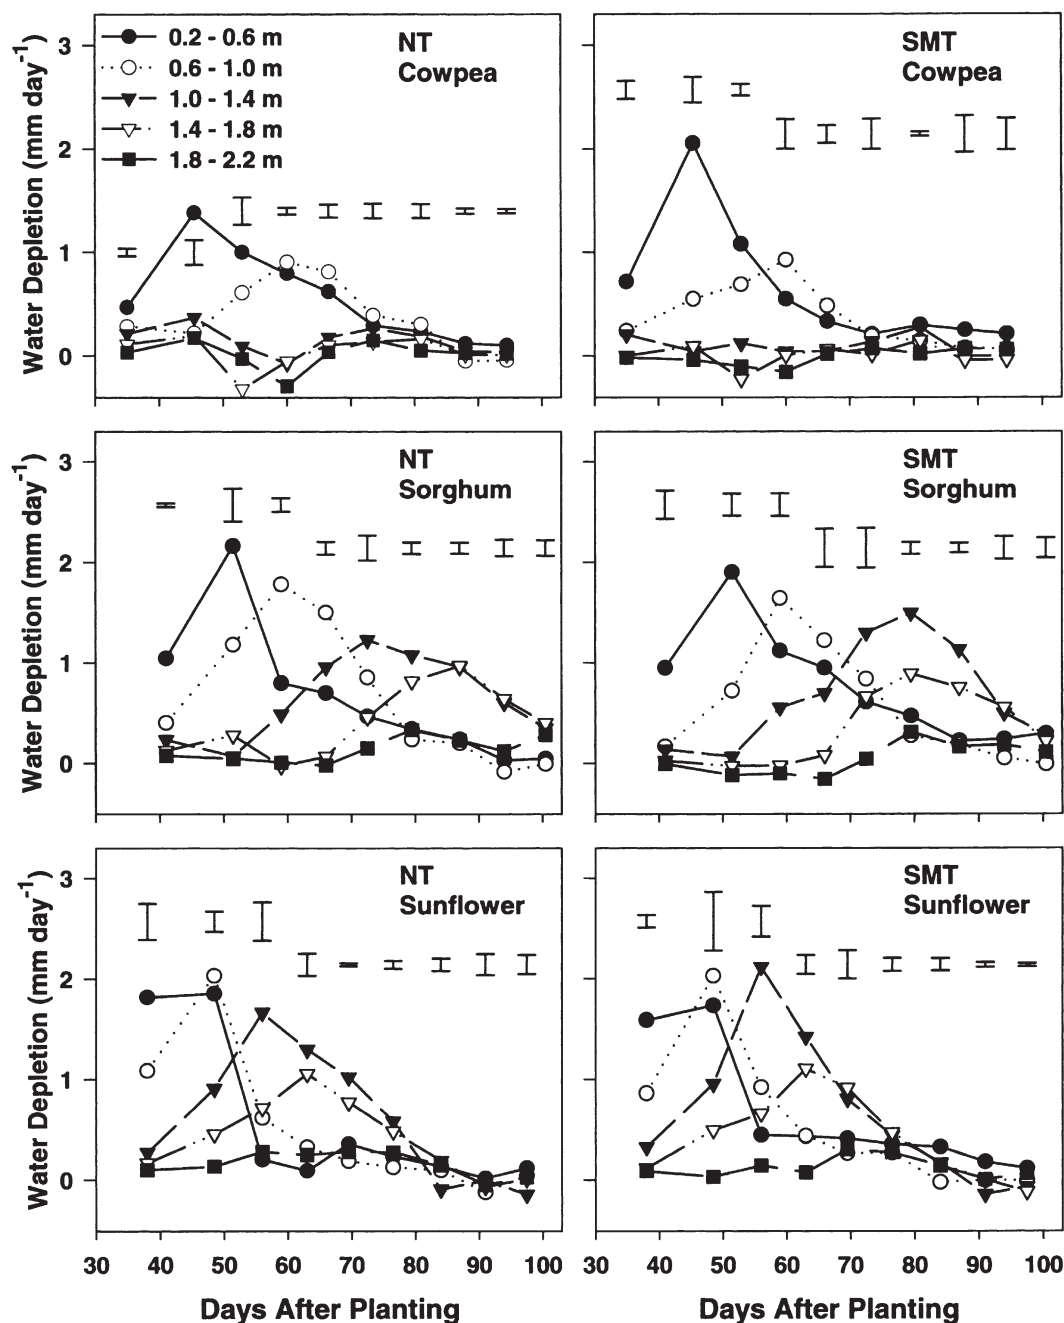 0.2 - 0.6 m
0.6 - 1.0 m
1.0 - 1.4 m
1.4 - 1.8 m
1.8 - 2.2 m
NT
Cowpea
3
2
1
0
Water Depletion (mm day-1)
SMT
Cowpea
NT
Sorghum
3
2
1
0
Water Depletion (mm day-1)
SMT
Sorghum
NT
Sunflower
3
2
1
0
Water Depletion (mm day-1)
SMT
Sunflower
30 40 50 60 70 80 90 100
30 40 50 60 70 80 90 100
Days After Planting
Days After Planting